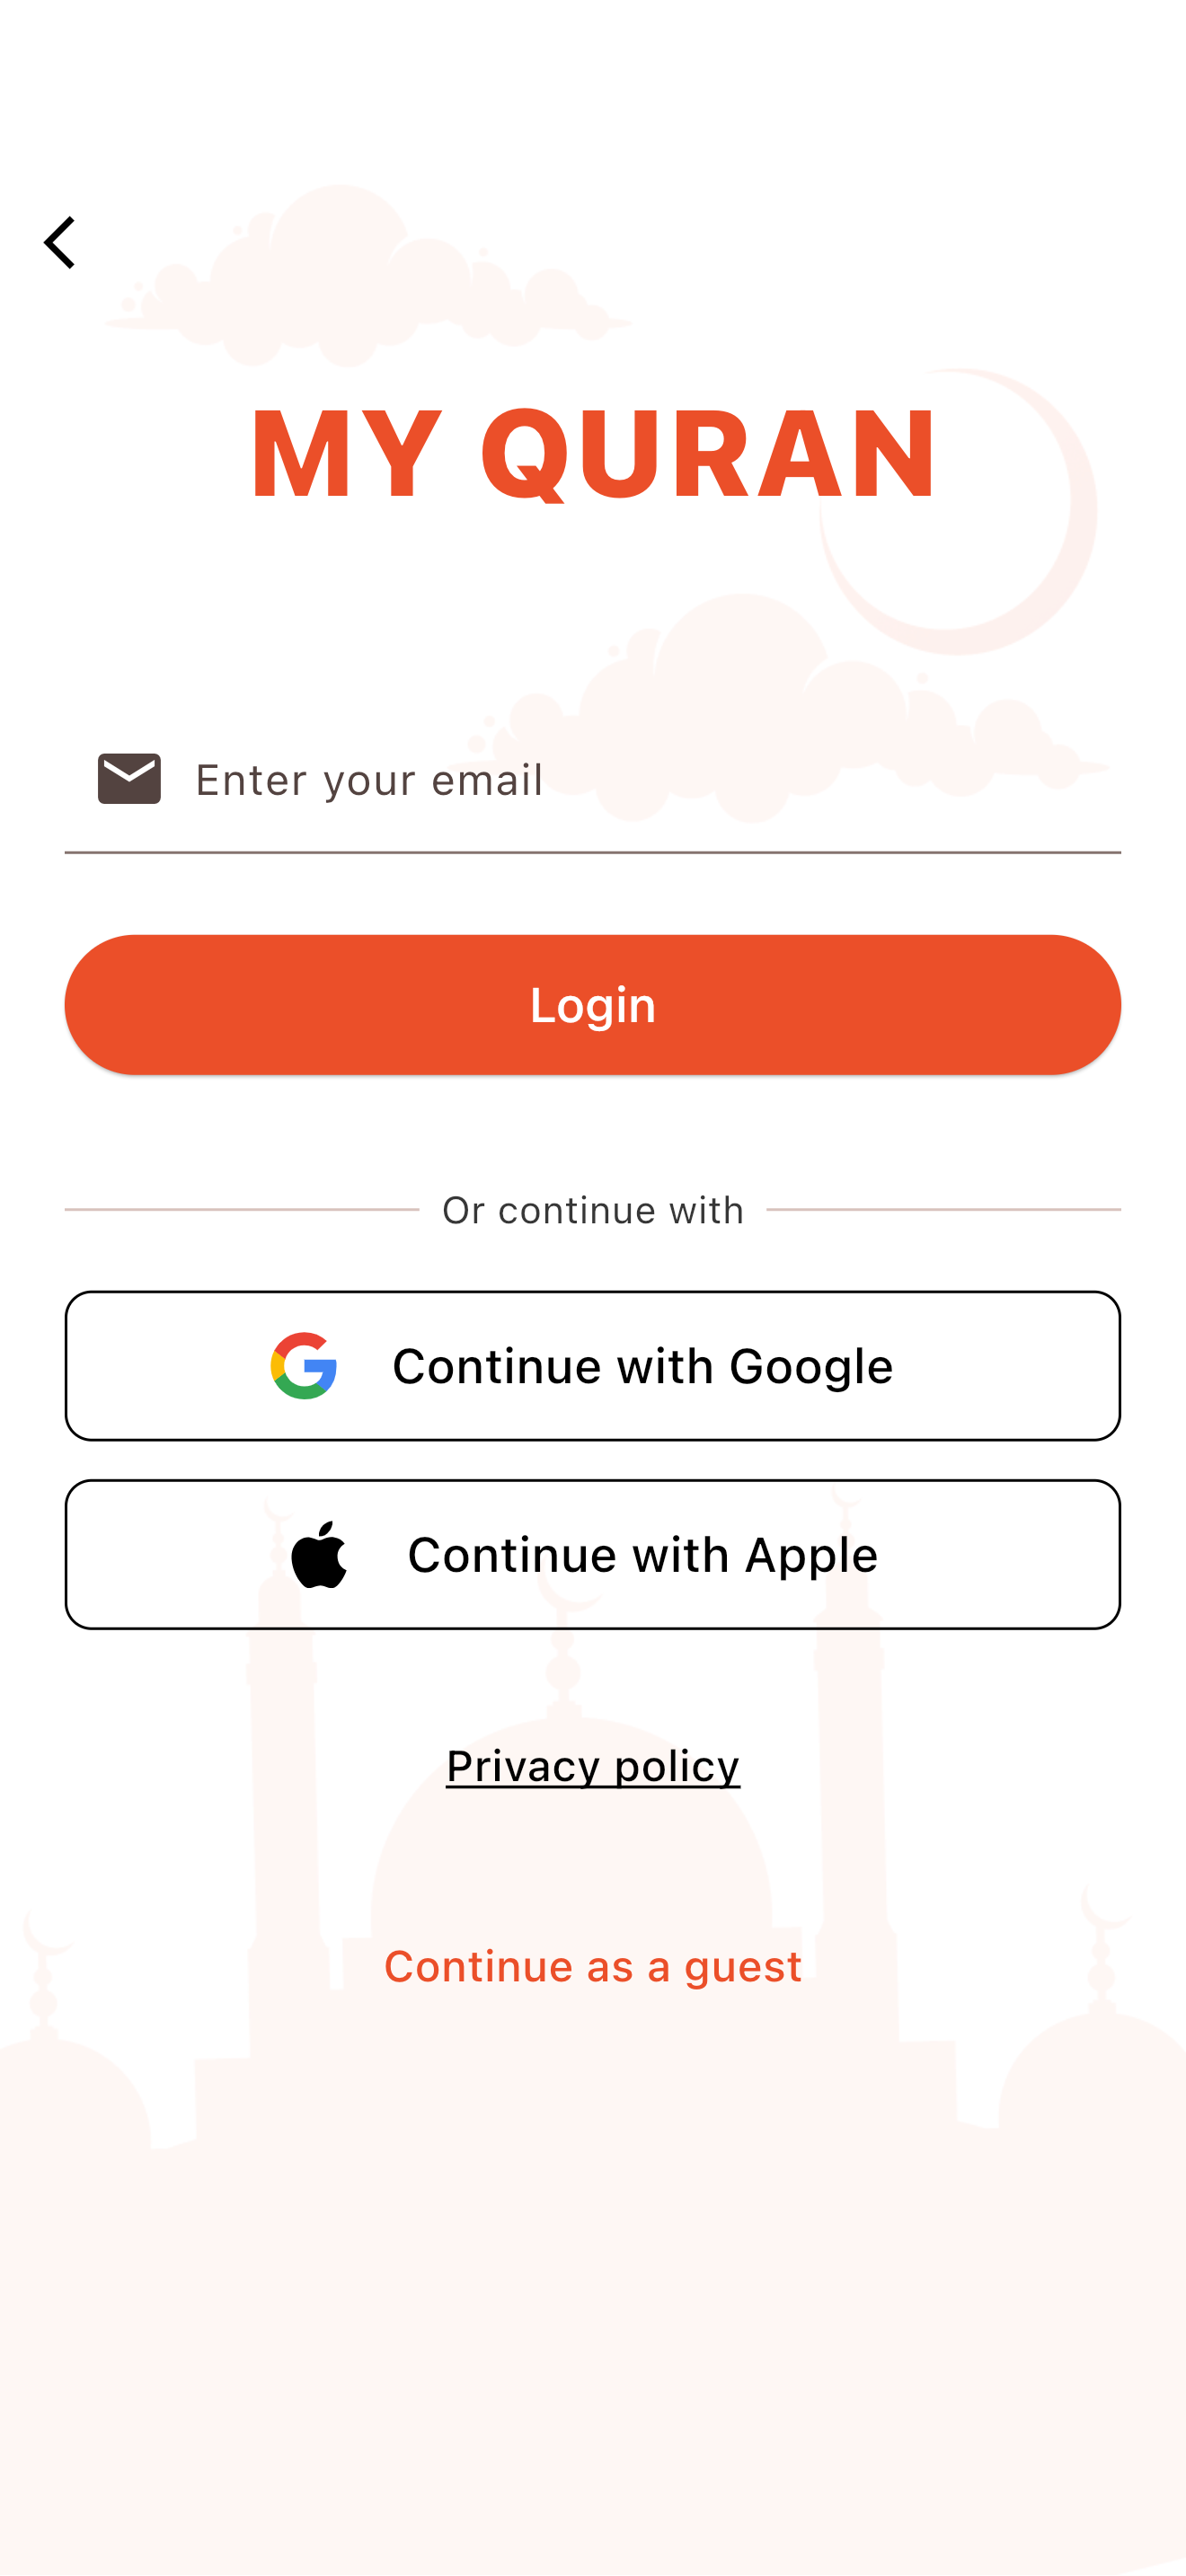 MY QURAN
Enter your email
Login
Or continue with
Continue with Google
Continue with Apple
Privacy policy
Continue as a guest